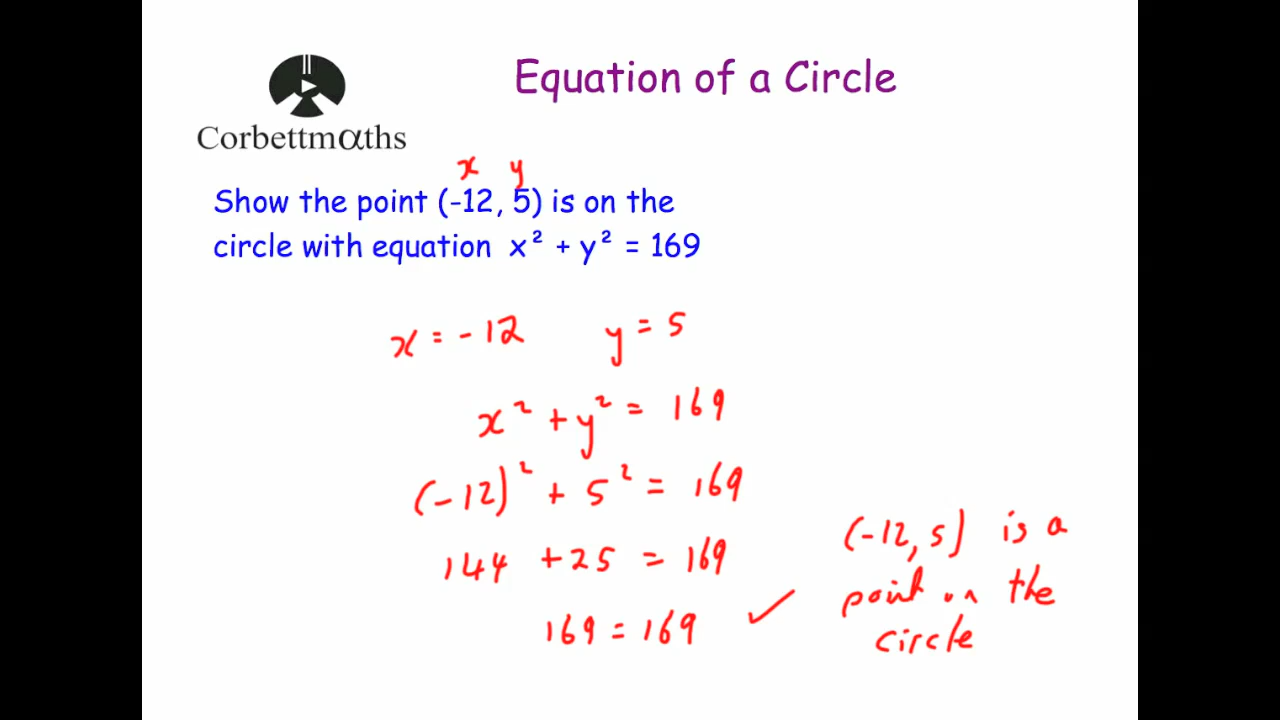 Equation of a Circle
Corbettmαths
x y
Show the point (-12, 5) is on the
circle with equation x² + y² = 169
x = -12 y = 5
x² + y² = 169
(-12)² + 5² = 169
144 + 25 = 169
169 = 169 ✓
(-12, 5) is a
point on the
circle